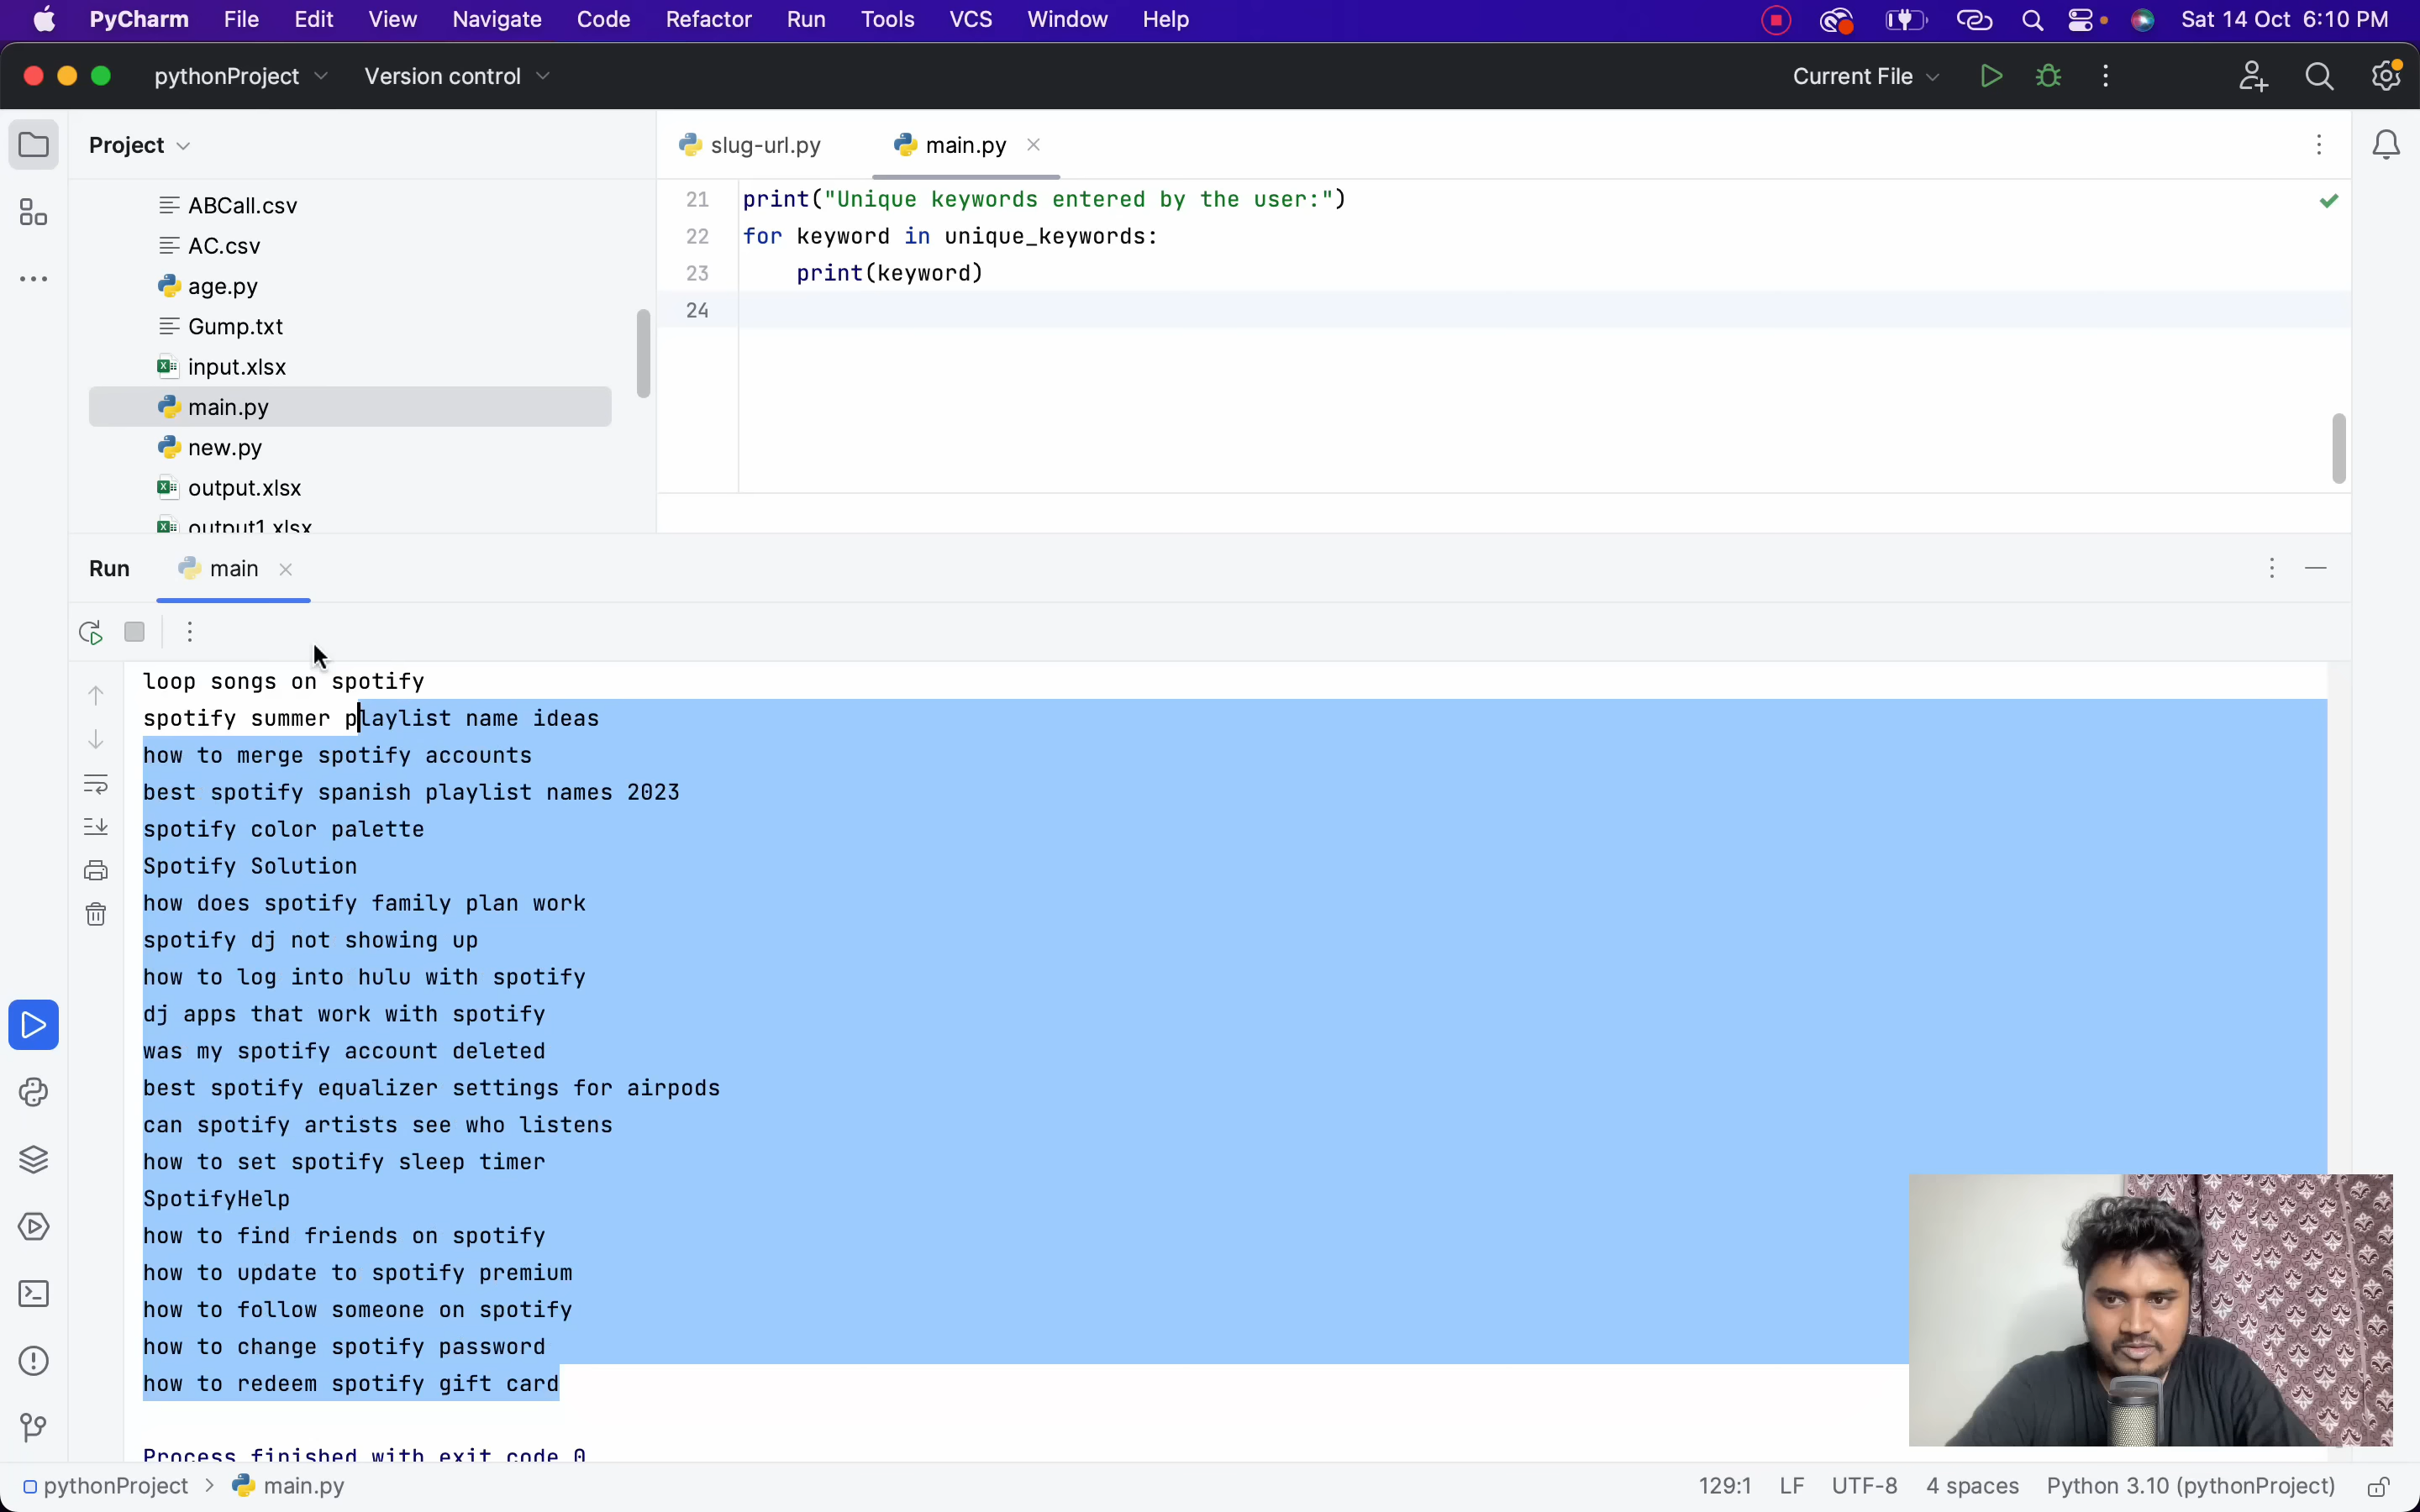 PyCharm File Edit View Navigate Code Refactor Run Tools VCS Window Help Sat 14 Oct 6:10 PM
pythonProject Version control Current File
Project
ABCall.csv
AC.csv
age.py
Gump.txt
input.xlsx
main.py
new.py
output.xlsx
output1.xlsx
slug-url.py main.py
21 print("Unique keywords entered by the user:")
22 for keyword in unique_keywords:
23 print(keyword)
24
Run main
loop songs on spotify
spotify summer playlist name ideas
how to merge spotify accounts
best spotify spanish playlist names 2023
spotify color palette
Spotify Solution
how does spotify family plan work
spotify dj not showing up
how to log into hulu with spotify
dj apps that work with spotify
was my spotify account deleted
best spotify equalizer settings for airpods
can spotify artists see who listens
how to set spotify sleep timer
SpotifyHelp
how to find friends on spotify
how to update to spotify premium
how to follow someone on spotify
how to change spotify password
how to redeem spotify gift card
Process finished with exit code 0
pythonProject > main.py 129:1 LF UTF-8 4 spaces Python 3.10 (pythonProject)